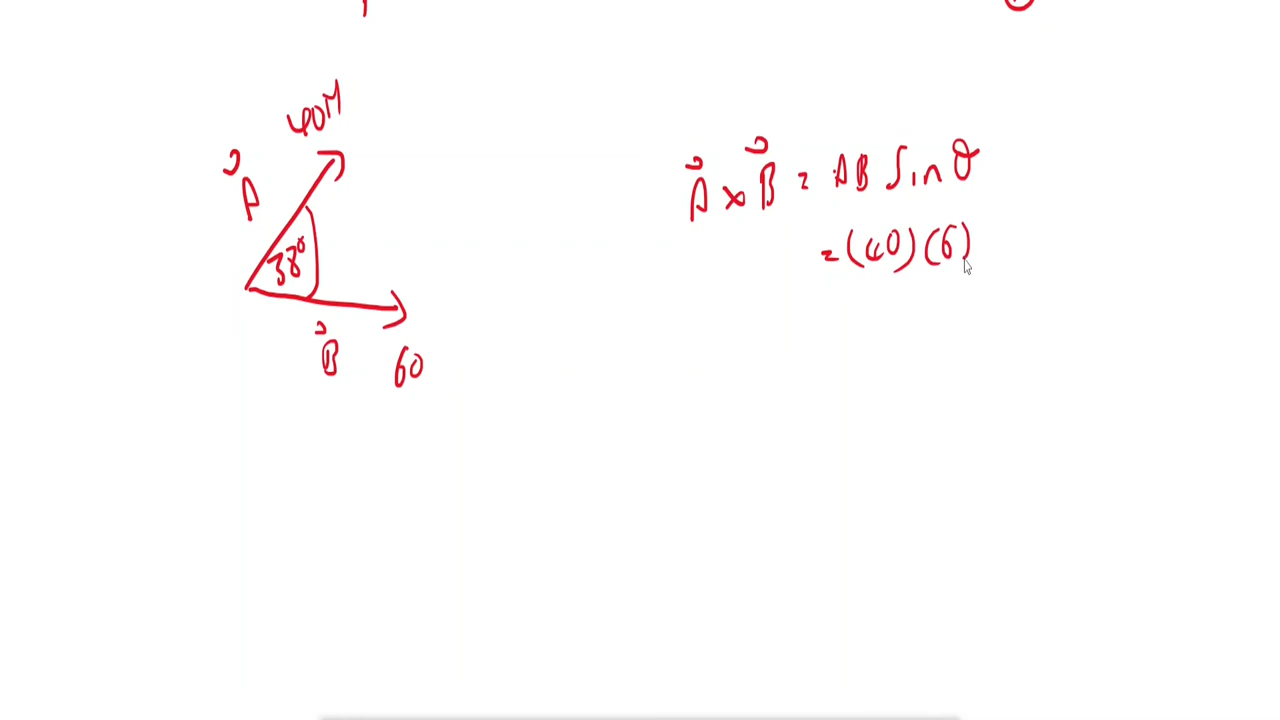 40M
A
38°
B
60
A × B = AB Sin θ
= (40) (6)